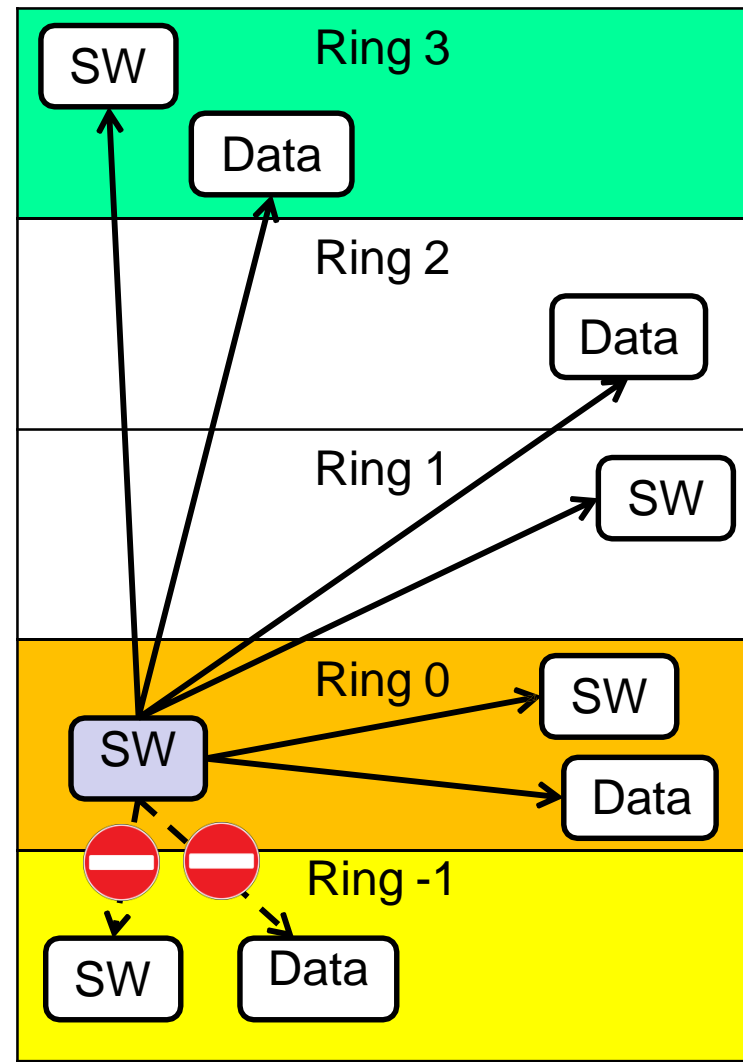 Ring 3
SW
Data
Ring 2
Data
Ring 1
SW
Ring 0
SW
SW
Data
Ring -1
SW
Data